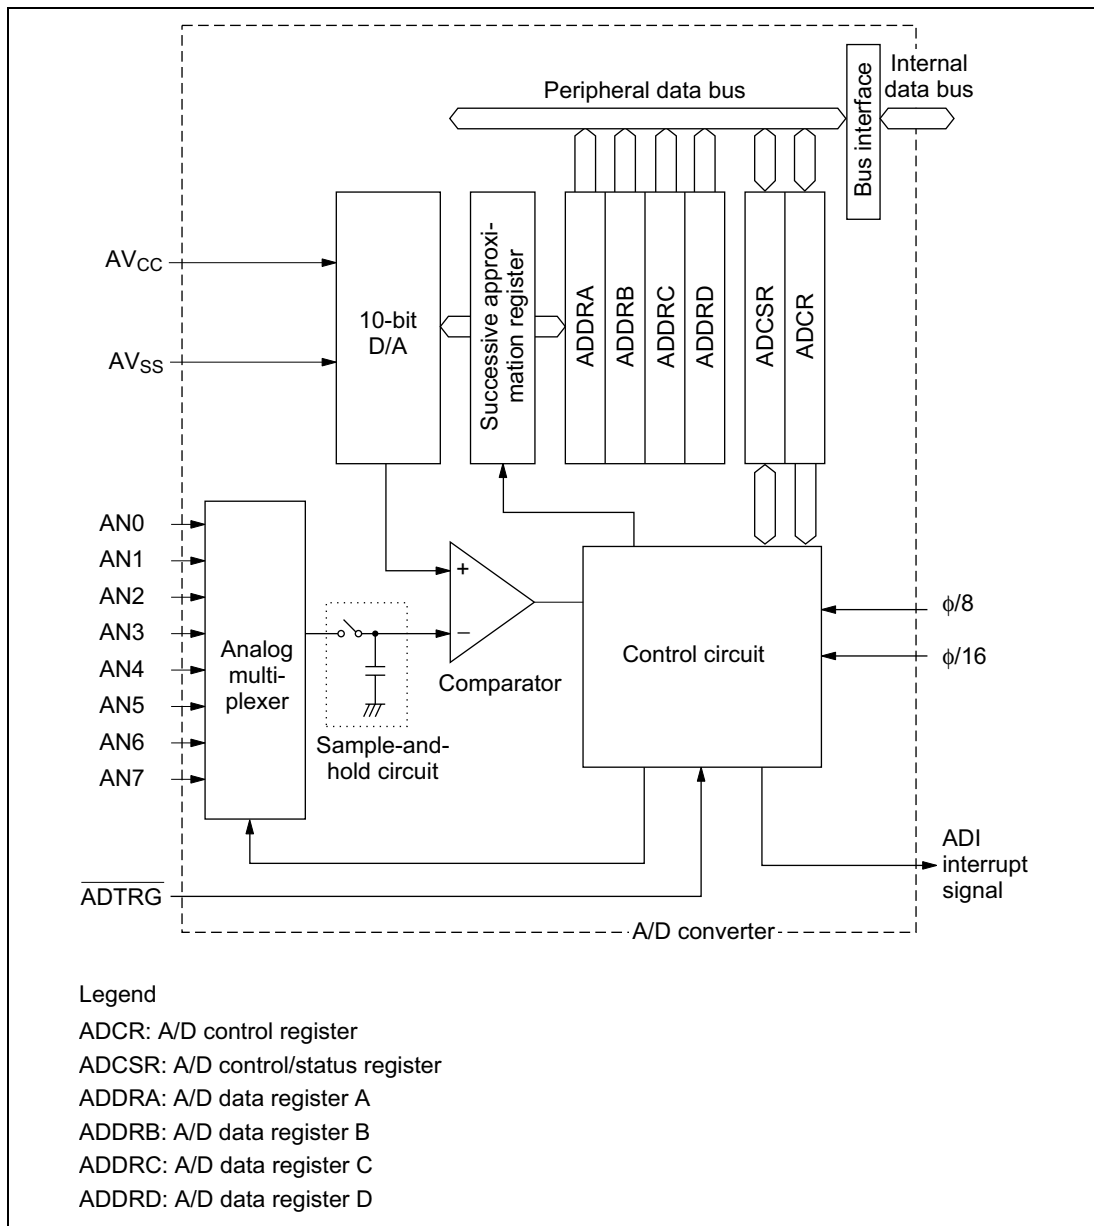 Peripheral data bus
Internal
data bus
Bus interface
AV_CC
AV_SS
10-bit
D/A
Successive approxi-
mation register
ADDRA
ADDRB
ADDRC
ADDRD
ADCSR
ADCR
AN0
AN1
AN2
AN3
AN4
AN5
AN6
AN7
Analog
multi-
plexer
+
−
Comparator
Sample-and-
hold circuit
Control circuit
ϕ/8
ϕ/16
ADTRG
ADI
interrupt
signal
A/D converter
Legend
ADCR: A/D control register
ADCSR: A/D control/status register
ADDRA: A/D data register A
ADDRB: A/D data register B
ADDRC: A/D data register C
ADDRD: A/D data register D